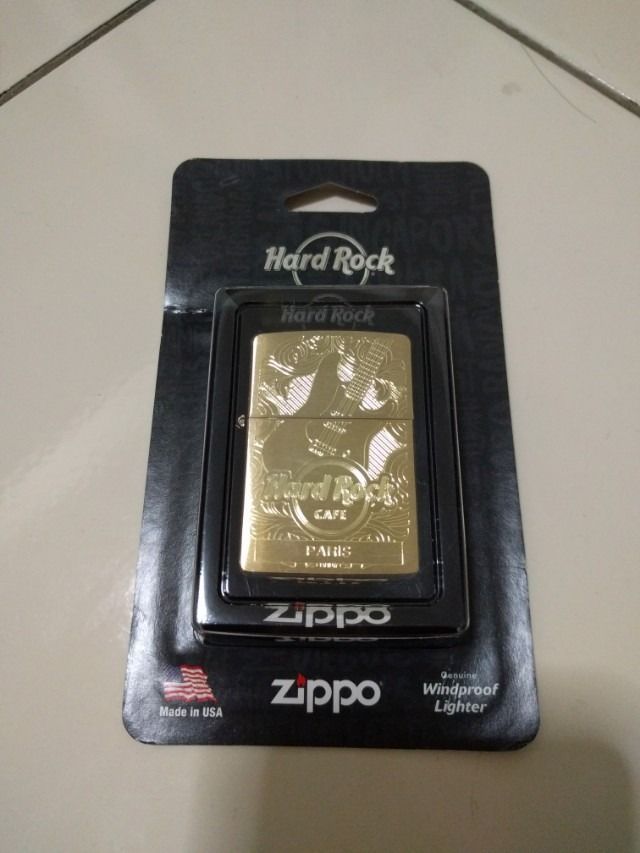 Hard Rock
Hard Rock
Hard Rock
CAFE
PARIS
zippo
zippo
Made in USA
Genuine
Windproof
Lighter